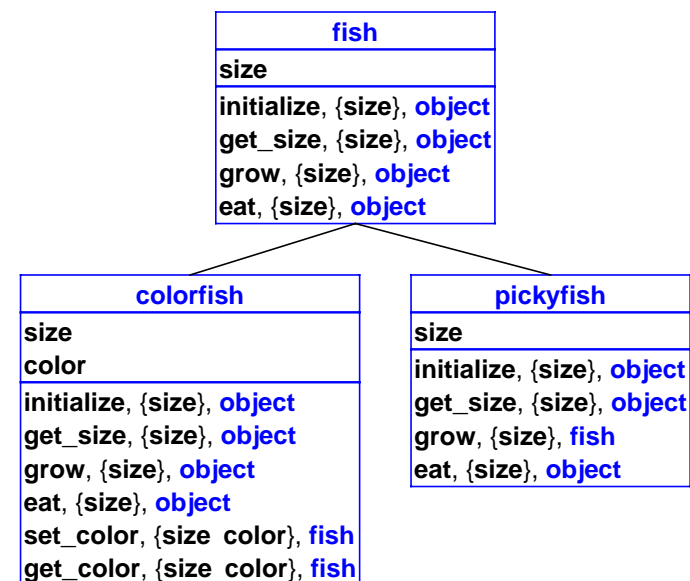 fish
size
initialize, {size}, object
get_size, {size}, object
grow, {size}, object
eat, {size}, object
colorfish
size
color
initialize, {size}, object
get_size, {size}, object
grow, {size}, object
eat, {size}, object
set_color, {size color}, fish
get_color, {size color}, fish
pickyfish
size
initialize, {size}, object
get_size, {size}, object
grow, {size}, fish
eat, {size}, object